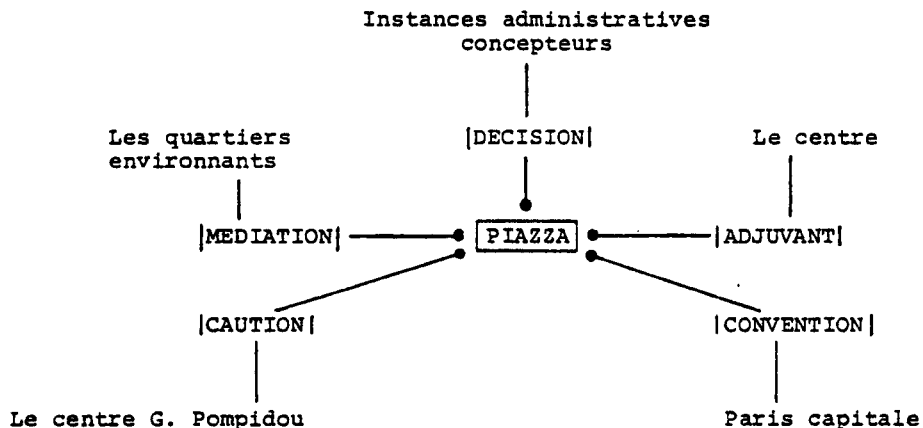 Instances administratives
concepteurs
Les quartiers
environnants
|DECISION|
Le centre
|MEDIATION|
PIAZZA
|ADJUVANT|
|CAUTION|
|CONVENTION|
Le centre G. Pompidou
Paris capitale